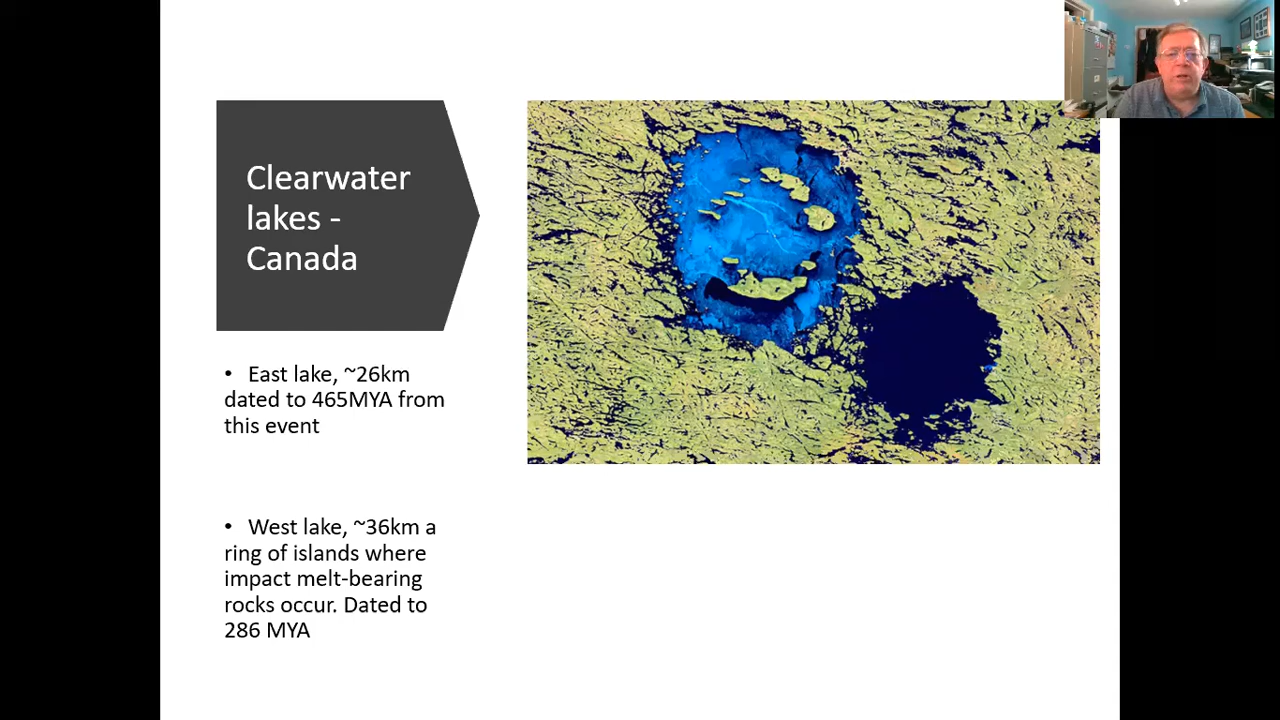 Clearwater
lakes -
Canada
• East lake, ~26km
dated to 465MYA from
this event
• West lake, ~36km a
ring of islands where
impact melt-bearing
rocks occur. Dated to
286 MYA